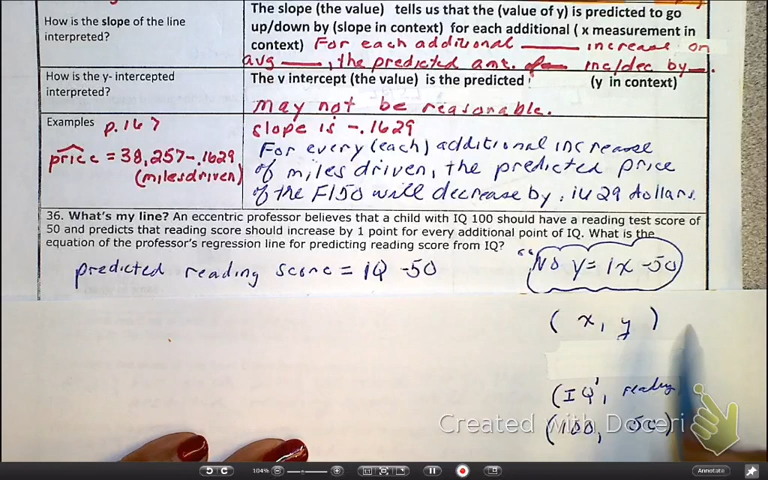 The slope (the value) tells us that the (value of y) is predicted to go
How is the slope of the line
up/down by (slope in context) for each additional ( x measurement in
interpreted?
context) For each additional ____ increase on
avg ____, the predicted amt. inc/dec by __.
How is the y- intercepted
interpreted?
The y intercept (the value) is the predicted (y in context)
may not be reasonable.
Examples p.167
slope is -.1629
price = 38,257-.1629
(miles driven)
For every (each) additional increase
of miles driven, the predicted price
of the F150 will decrease by .1629 dollars.
36. What's my line? An eccentric professor believes that a child with IQ 100 should have a reading test score of
50 and predicts that reading score should increase by 1 point for every additional point of IQ. What is the
equation of the professor's regression line for predicting reading score from IQ?
predicted reading score = IQ -50
"No y = 1x -50
( x, y )
(IQ, reading
(100, 50)
Created with Doceri
104%
Annotate